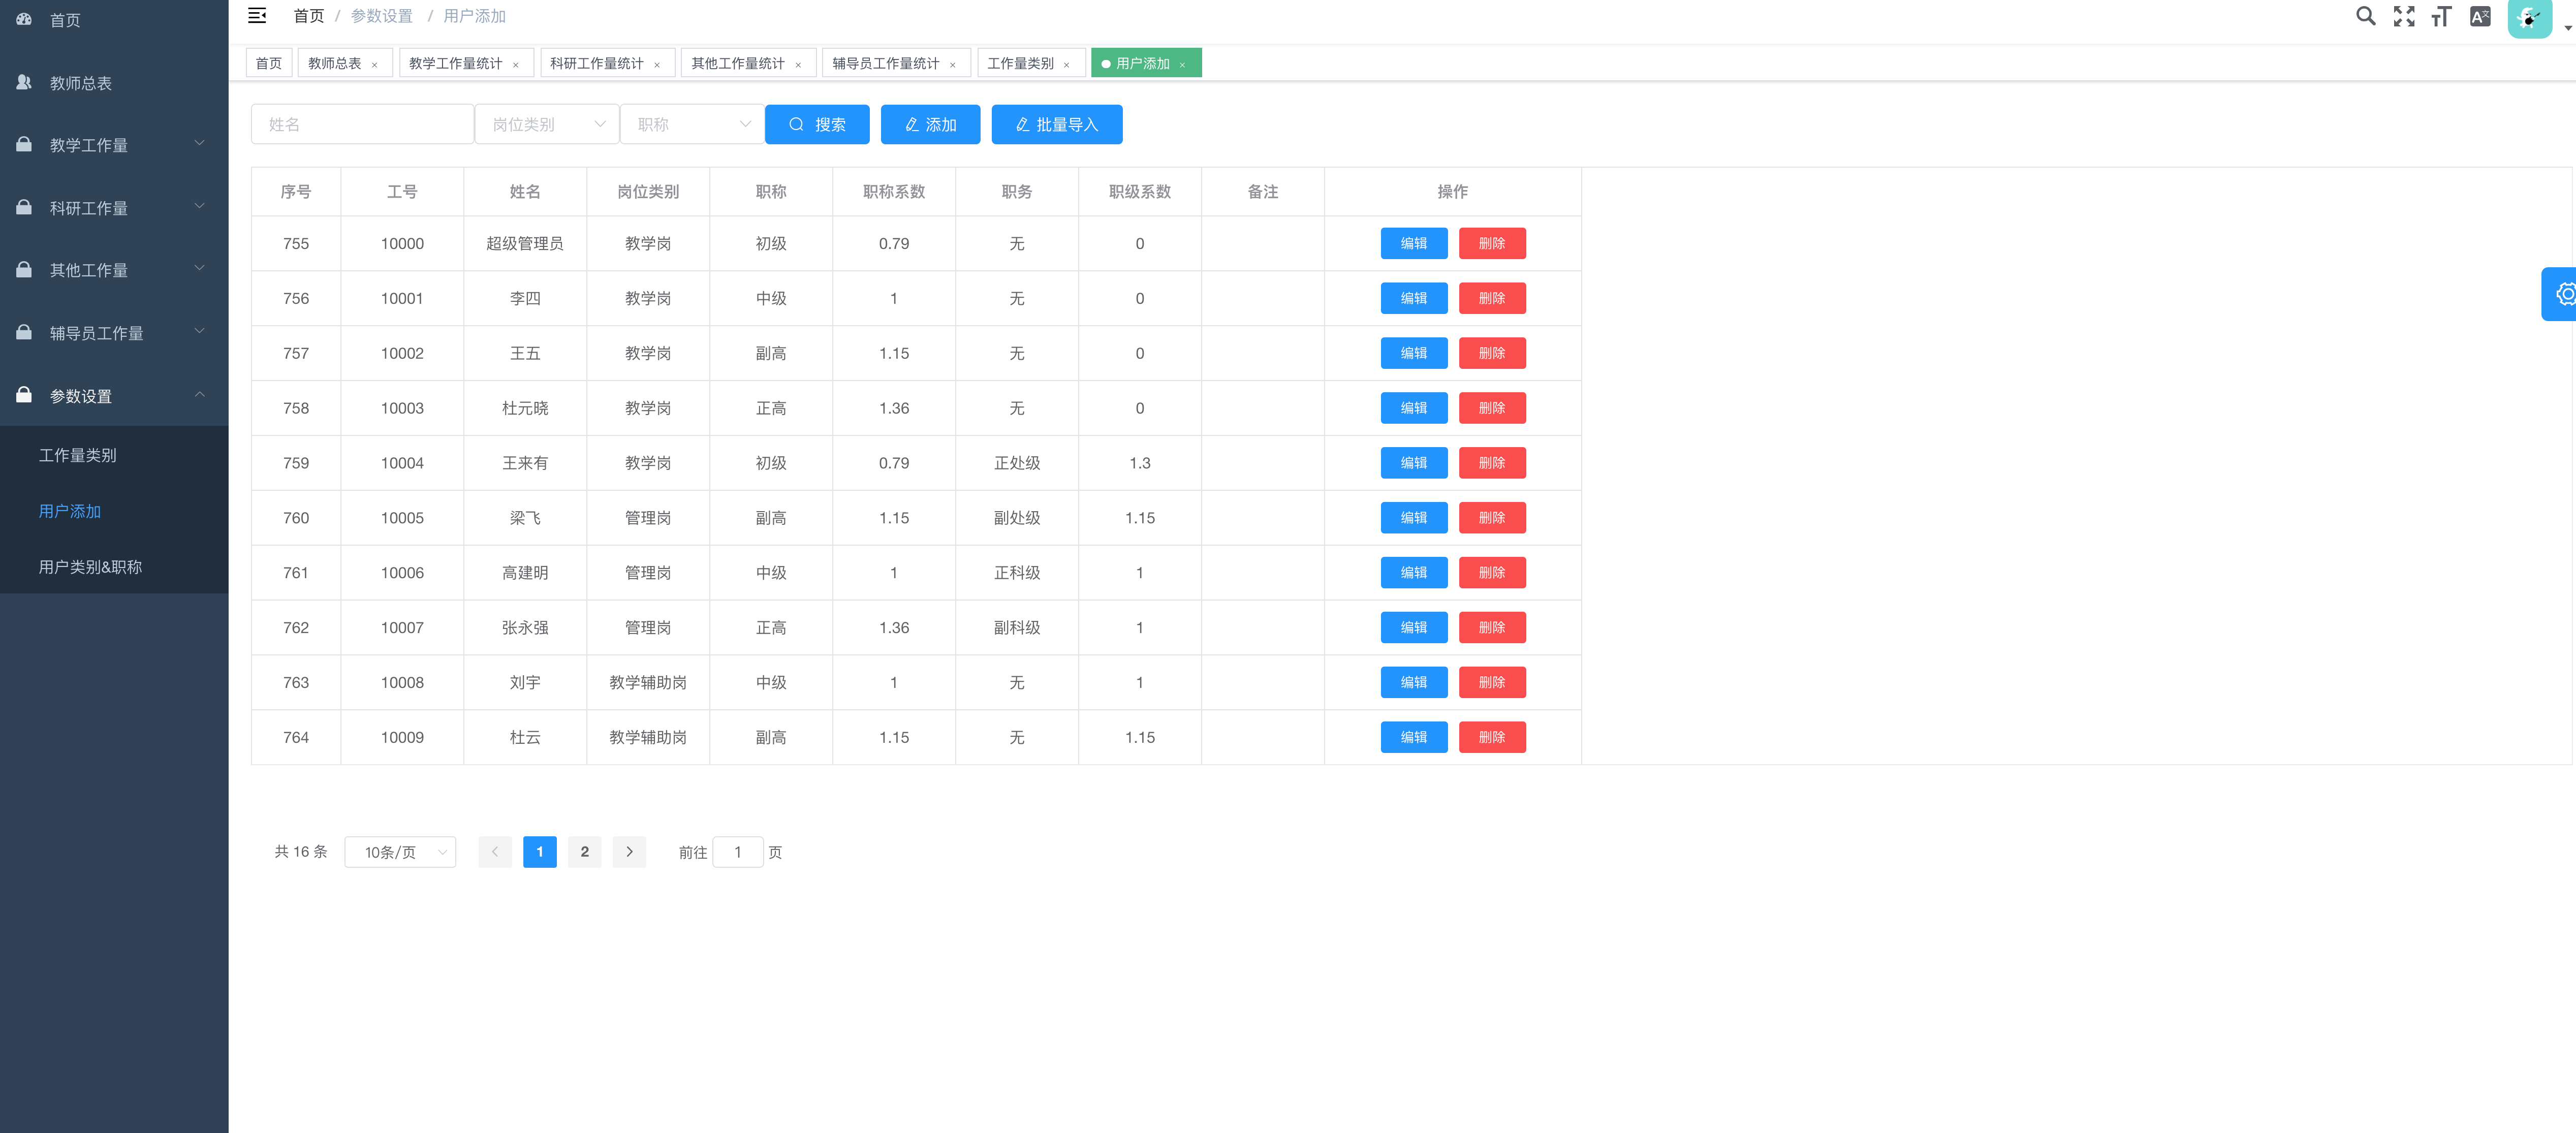 首页
教师总表
教学工作量
科研工作量
其他工作量
辅导员工作量
参数设置
工作量类别
用户添加
用户类别&职称
首页 / 参数设置 / 用户添加
首页 教师总表 × 教学工作量统计 × 科研工作量统计 × 其他工作量统计 × 辅导员工作量统计 × 工作量类别 × 用户添加 ×
姓名 岗位类别 职称 搜索 添加 批量导入
序号 工号 姓名 岗位类别 职称 职称系数 职务 职级系数 备注 操作
755 10000 超级管理员 教学岗 初级 0.79 无 0 编辑 删除
756 10001 李四 教学岗 中级 1 无 0 编辑 删除
757 10002 王五 教学岗 副高 1.15 无 0 编辑 删除
758 10003 杜元晓 教学岗 正高 1.36 无 0 编辑 删除
759 10004 王来有 教学岗 初级 0.79 正处级 1.3 编辑 删除
760 10005 梁飞 管理岗 副高 1.15 副处级 1.15 编辑 删除
761 10006 高建明 管理岗 中级 1 正科级 1 编辑 删除
762 10007 张永强 管理岗 正高 1.36 副科级 1 编辑 删除
763 10008 刘宇 教学辅助岗 中级 1 无 1 编辑 删除
764 10009 杜云 教学辅助岗 副高 1.15 无 1.15 编辑 删除
共 16 条 10条/页 1 2 前往 1 页